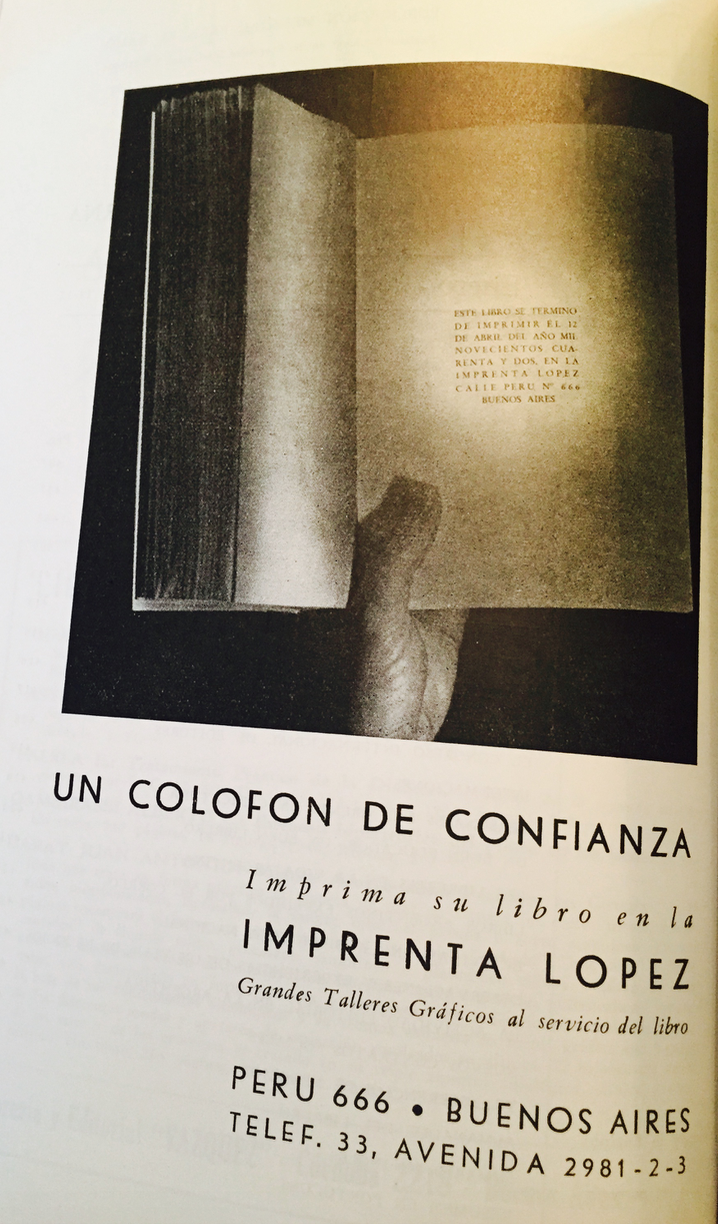 ESTE LIBRO SE TERMINO
DE IMPRIMIR EL 12
DE ABRIL DEL AÑO MIL
NOVECIENTOS CUA-
RENTA Y DOS, EN LA
IMPRENTA LOPEZ
CALLE PERU Nº 666
BUENOS AIRES
UN COLOFON DE CONFIANZA
Imprima su libro en la
IMPRENTA LOPEZ
Grandes Talleres Gráficos al servicio del libro
PERU 666 • BUENOS AIRES
TELEF. 33, AVENIDA 2981-2-3